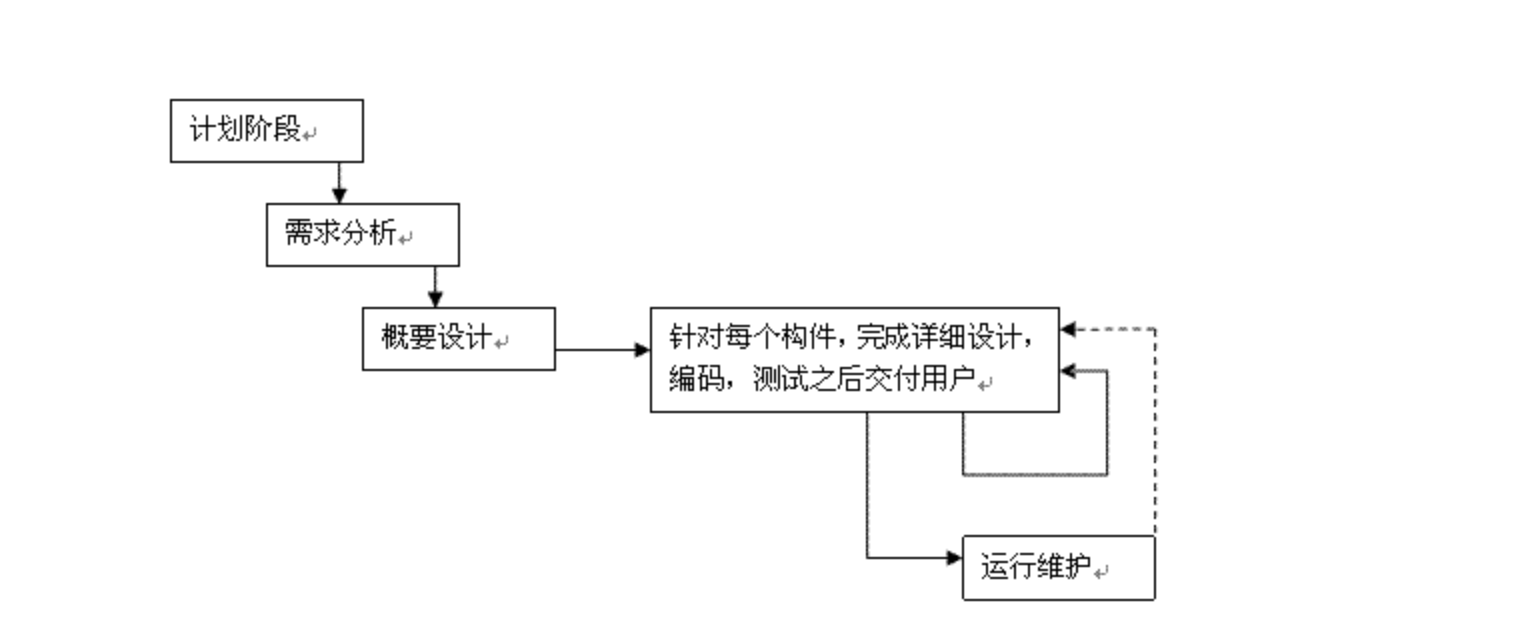 计划阶段↵
需求分析↵
概要设计↵
针对每个构件，完成详细设计，
编码，测试之后交付用户↵
运行维护↵